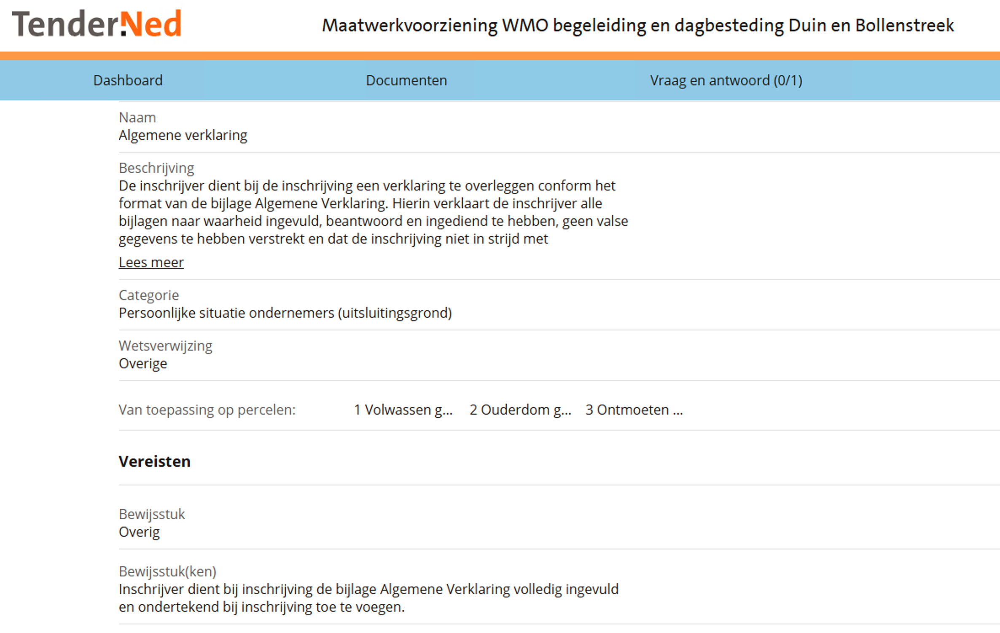 TenderNed
Maatwerkvoorziening WMO begeleiding en dagbesteding Duin en Bollenstreek
Dashboard
Documenten
Vraag en antwoord (0/1)
Naam
Algemene verklaring
Beschrijving
De inschrijver dient bij de inschrijving een verklaring te overleggen conform het
format van de bijlage Algemene Verklaring. Hierin verklaart de inschrijver alle
bijlagen naar waarheid ingevuld, beantwoord en ingediend te hebben, geen valse
gegevens te hebben verstrekt en dat de inschrijving niet in strijd met
Lees meer
Categorie
Persoonlijke situatie ondernemers (uitsluitingsgrond)
Wetsverwijzing
Overige
Van toepassing op percelen:
1 Volwassen g...
2 Ouderdom g...
3 Ontmoeten ...
Vereisten
Bewijsstuk
Overig
Bewijsstuk(ken)
Inschrijver dient bij inschrijving de bijlage Algemene Verklaring volledig ingevuld
en ondertekend bij inschrijving toe te voegen.